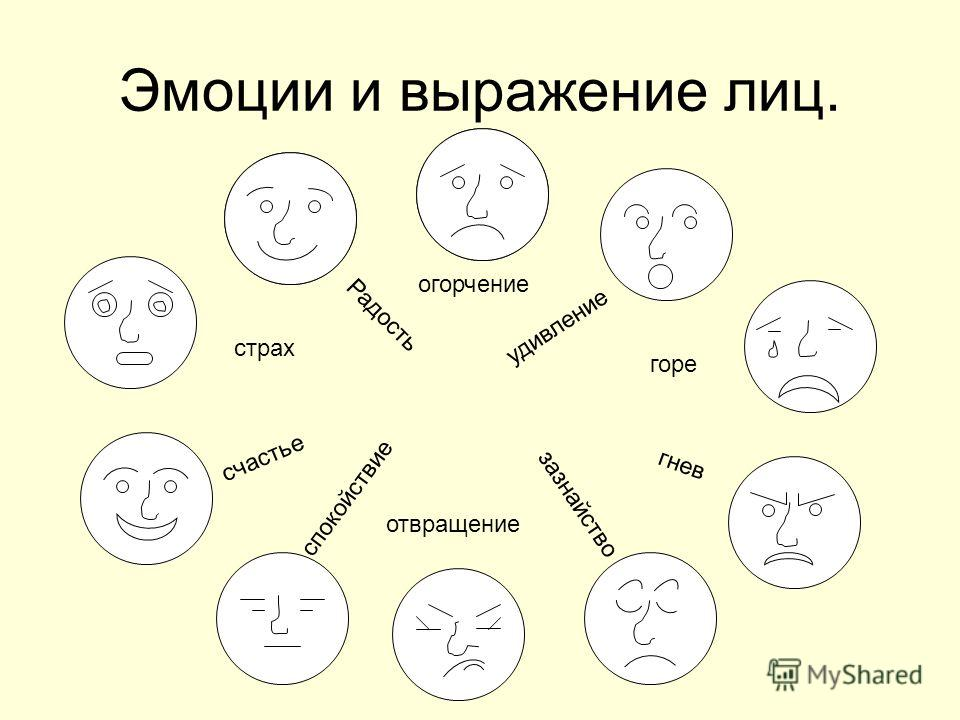 Эмоции и выражение лиц.
огорчение
Радость
удивление
страх
горе
счастье
спокойствие
отвращение
зазнайство
гнев
MyShared